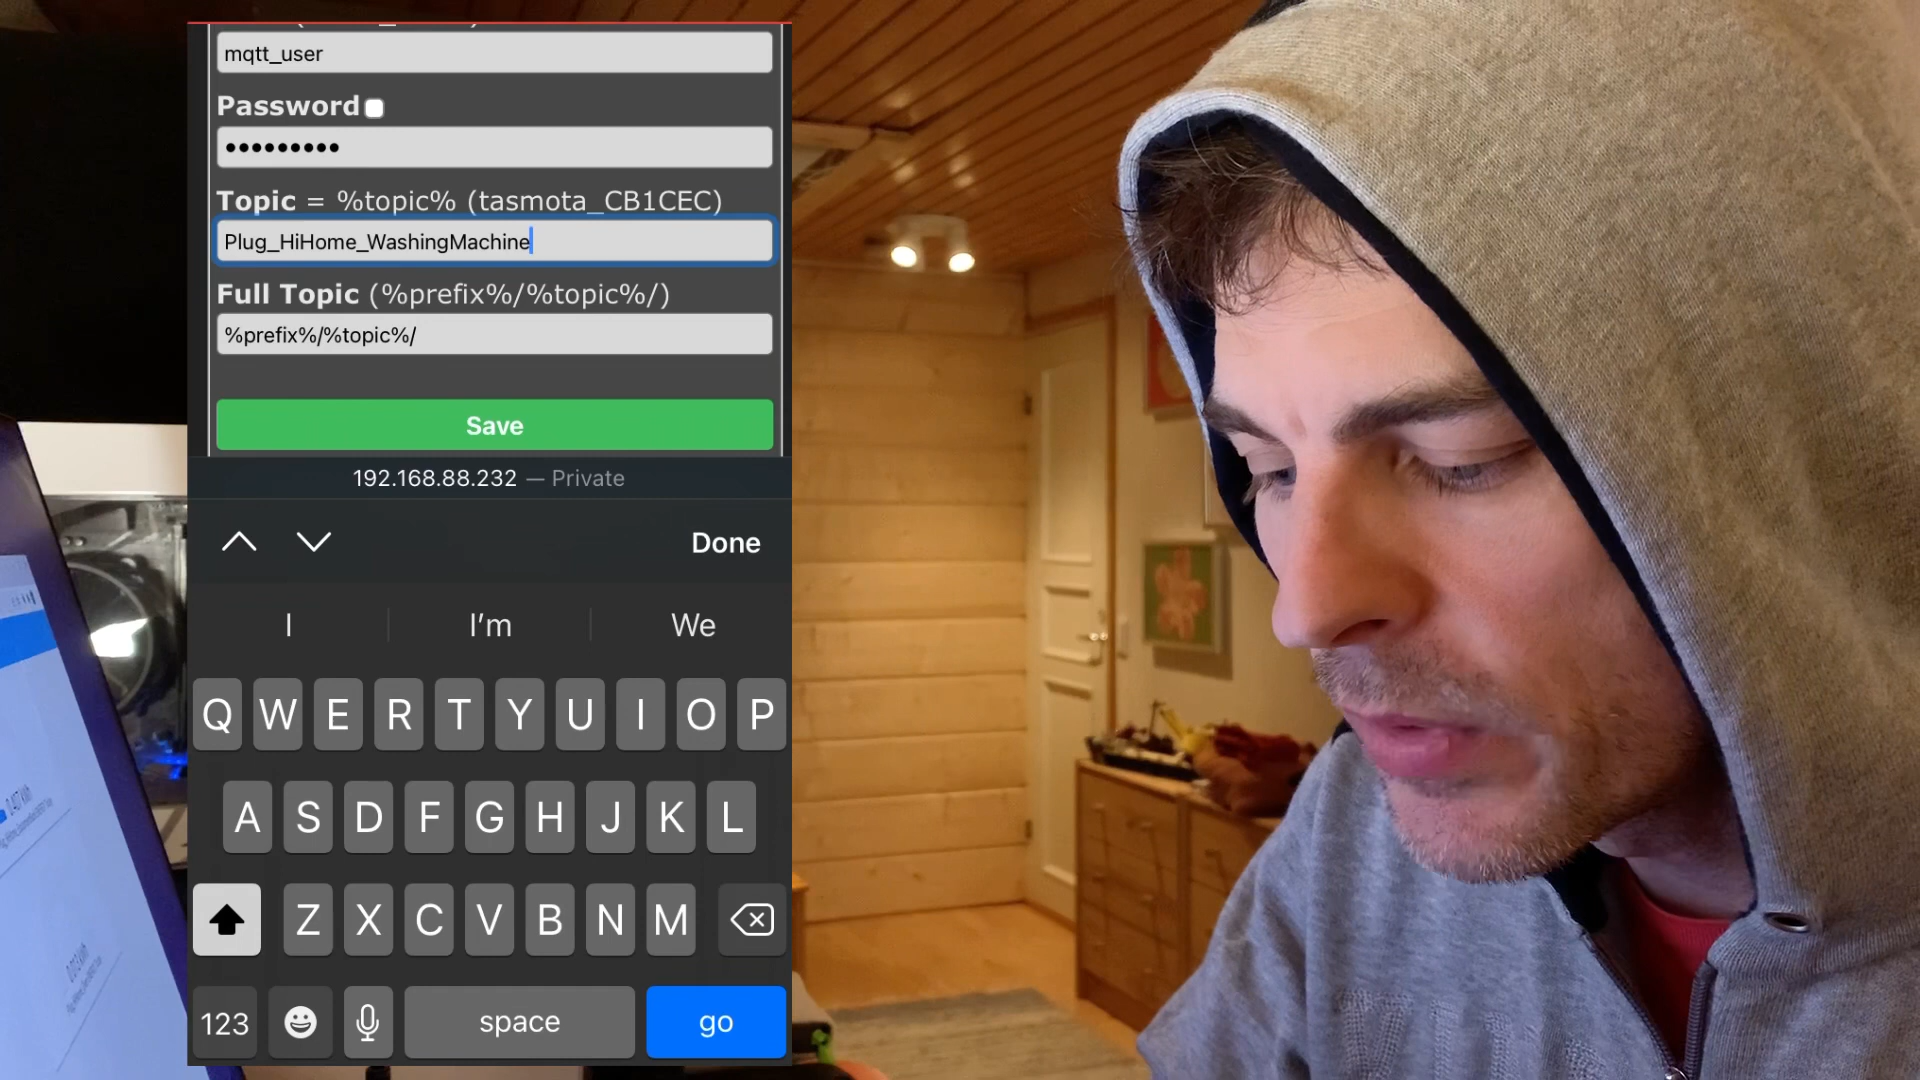 mqtt_user
Password
•••••••••
Topic = %topic% (tasmota_CB1CEC)
Plug_HiHome_WashingMachine
Full Topic (%prefix%/%topic%/)
%prefix%/%topic%/
Save
192.168.88.232 — Private
Done
I I’m We
Q W E R T Y U I O P
A S D F G H J K L
Z X C V B N M
123 space go